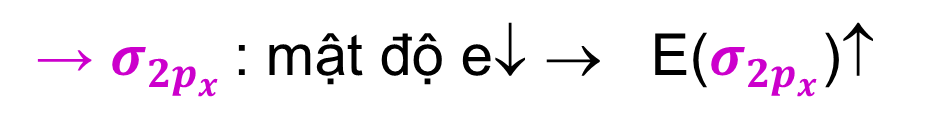 → σ₂ₚₓ : mật độ e↓ → E(σ₂ₚₓ)↑